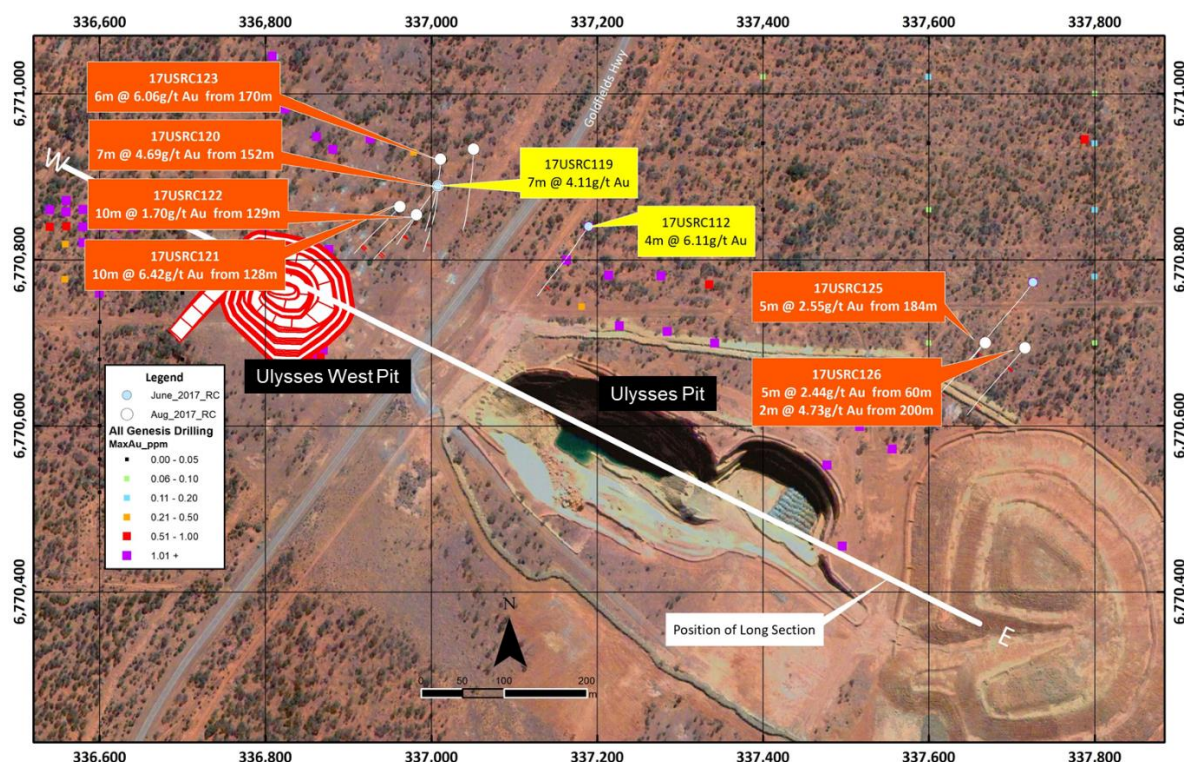 336,600 336,800 337,000 337,200 337,400 337,600 337,800
6,771,000
6,770,800
6,770,600
6,770,400
6,771,000
6,770,800
6,770,600
6,770,400
17USRC123
6m @ 6.06g/t Au from 170m
17USRC120
7m @ 4.69g/t Au from 152m
17USRC122
10m @ 1.70g/t Au from 129m
17USRC121
10m @ 6.42g/t Au from 128m
W
Goldfields Hwy
17USRC119
7m @ 4.11g/t Au
17USRC112
4m @ 6.11g/t Au
17USRC125
5m @ 2.55g/t Au from 184m
17USRC126
5m @ 2.44g/t Au from 60m
2m @ 4.73g/t Au from 200m
Ulysses West Pit
Ulysses Pit
Legend
June_2017_RC
Aug_2017_RC
All Genesis Drilling
MaxAu_ppm
0.00 - 0.05
0.06 - 0.10
0.11 - 0.20
0.21 - 0.50
0.51 - 1.00
1.01 +
Position of Long Section
E
N
0 50 100 200
m
336,600 336,800 337,000 337,200 337,400 337,600 337,800